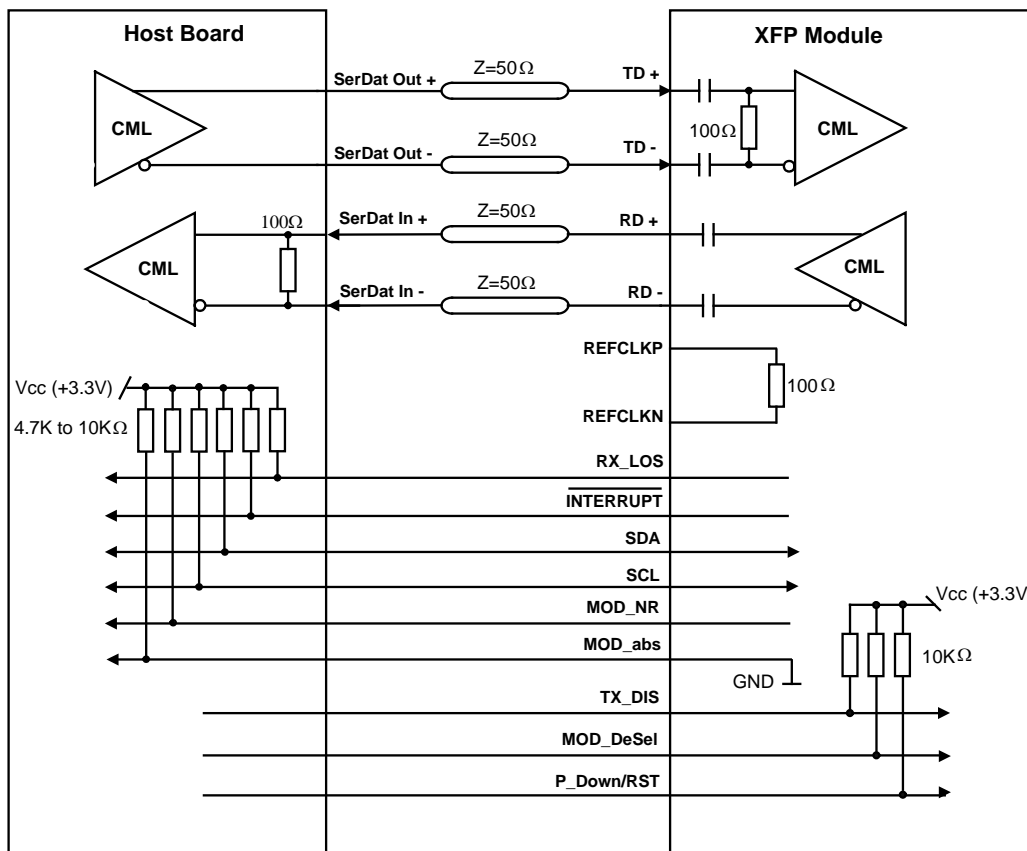 Host Board
XFP Module
SerDat Out +
Z=50Ω
TD +
CML
100Ω
CML
SerDat Out -
Z=50Ω
TD -
100Ω
SerDat In +
Z=50Ω
RD +
CML
CML
SerDat In -
Z=50Ω
RD -
REFCLKP
Vcc (+3.3V)
100Ω
4.7K to 10KΩ
REFCLKN
RX_LOS
INTERRUPT
SDA
SCL
Vcc (+3.3V
MOD_NR
MOD_abs
10KΩ
GND
TX_DIS
MOD_DeSel
P_Down/RST